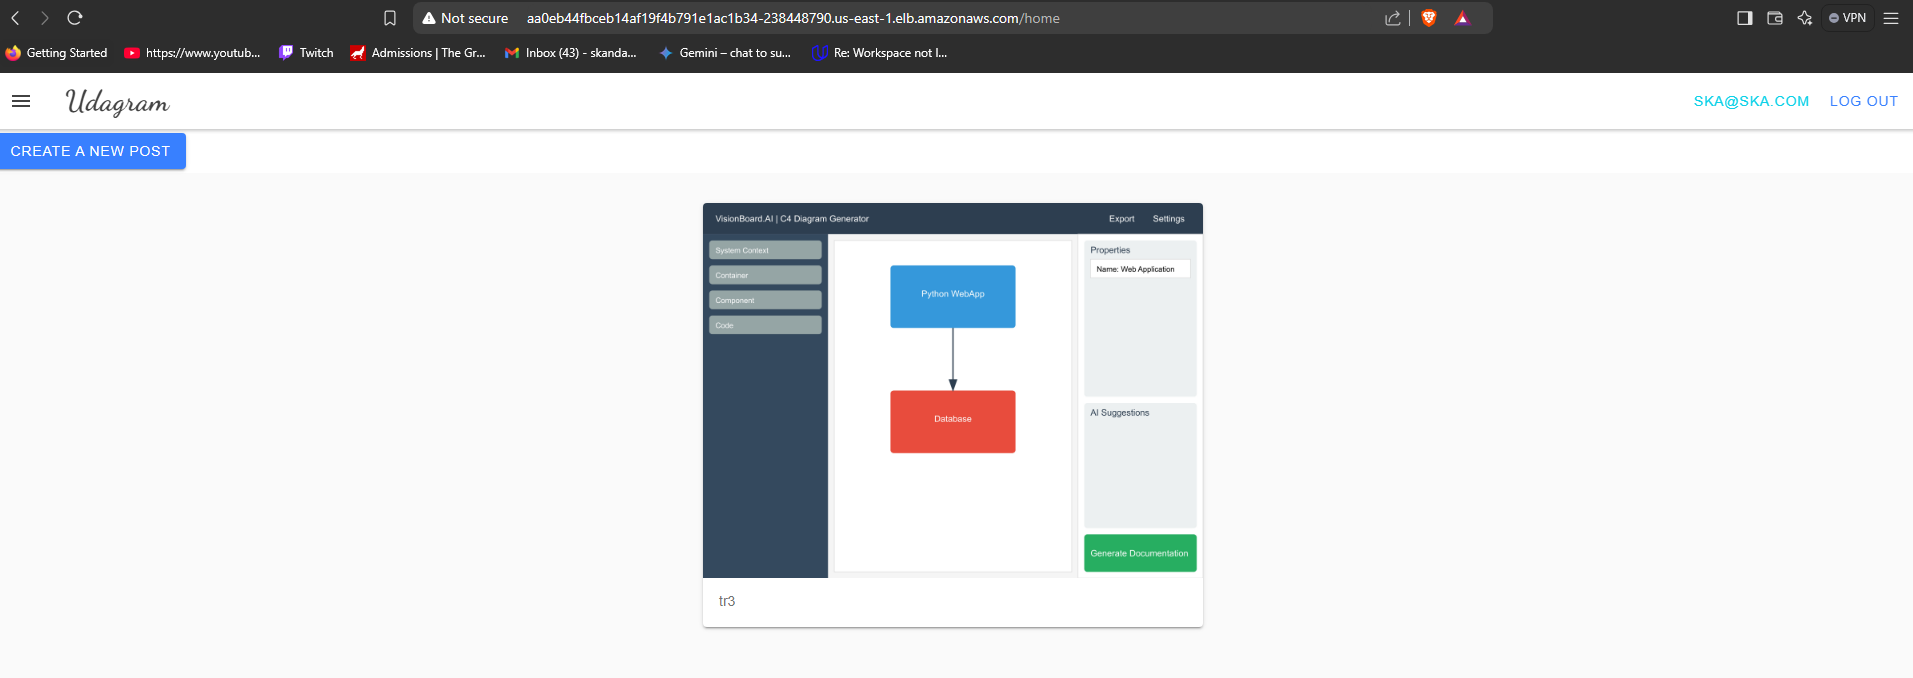 Not secure aa0eb44fbceb14af19f4b791e1ac1b34-238448790.us-east-1.elb.amazonaws.com/home
VPN
Getting Started https://www.youtub... Twitch Admissions | The Gr... Inbox (43) - skanda... Gemini – chat to su... Re: Workspace not l...
Udagram
SKA@SKA.COM LOG OUT
CREATE A NEW POST
VisionBoard.AI | C4 Diagram Generator
Export Settings
System Context
Container
Component
Code
Python WebApp
Database
Properties
Name: Web Application
AI Suggestions
Generate Documentation
tr3